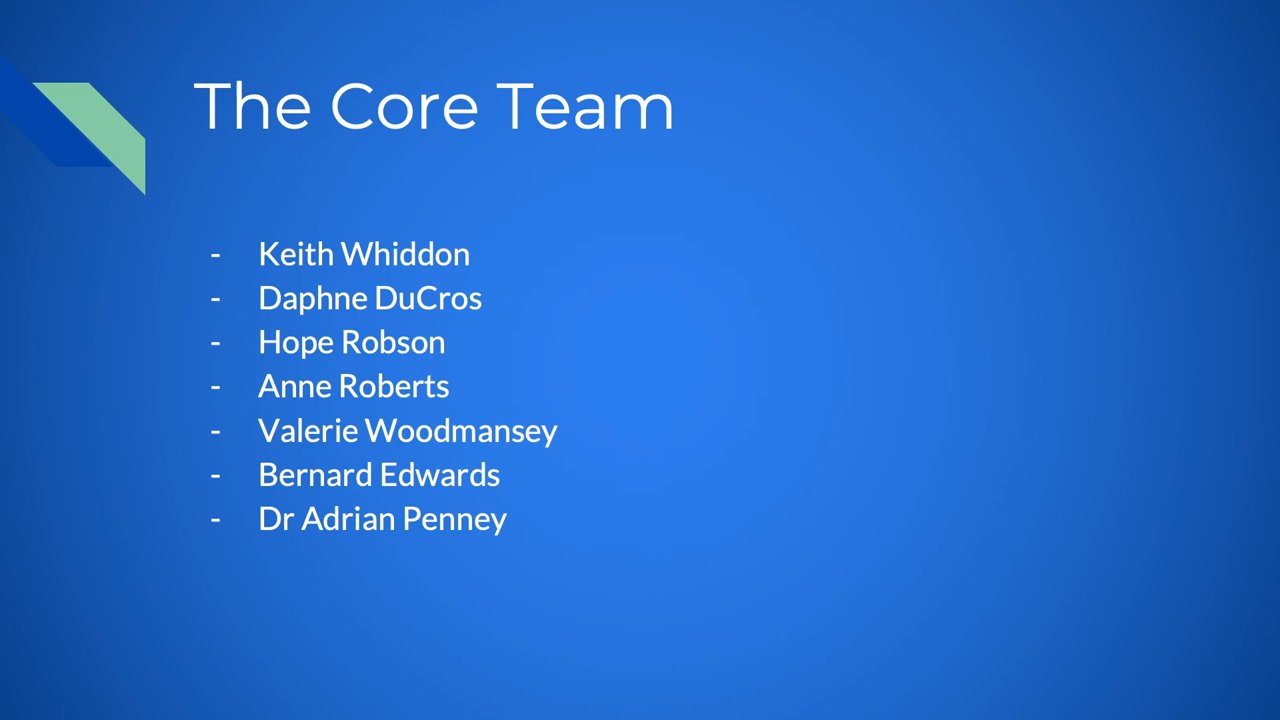 The Core Team
- Keith Whiddon
- Daphne DuCros
- Hope Robson
- Anne Roberts
- Valerie Woodmansey
- Bernard Edwards
- Dr Adrian Penney